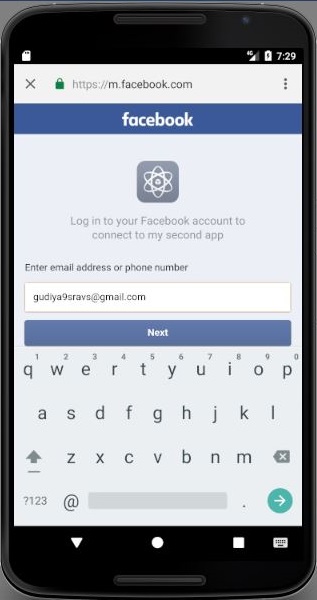 4G 7:29
https://m.facebook.com
facebook
Log in to your Facebook account to
connect to my second app
Enter email address or phone number
gudiya9sravs@gmail.com
Next
1 2 3 4 5 6 7 8 9 0
q w e r t y u i o p
a s d f g h j k l
z x c v b n m
?123 @ .